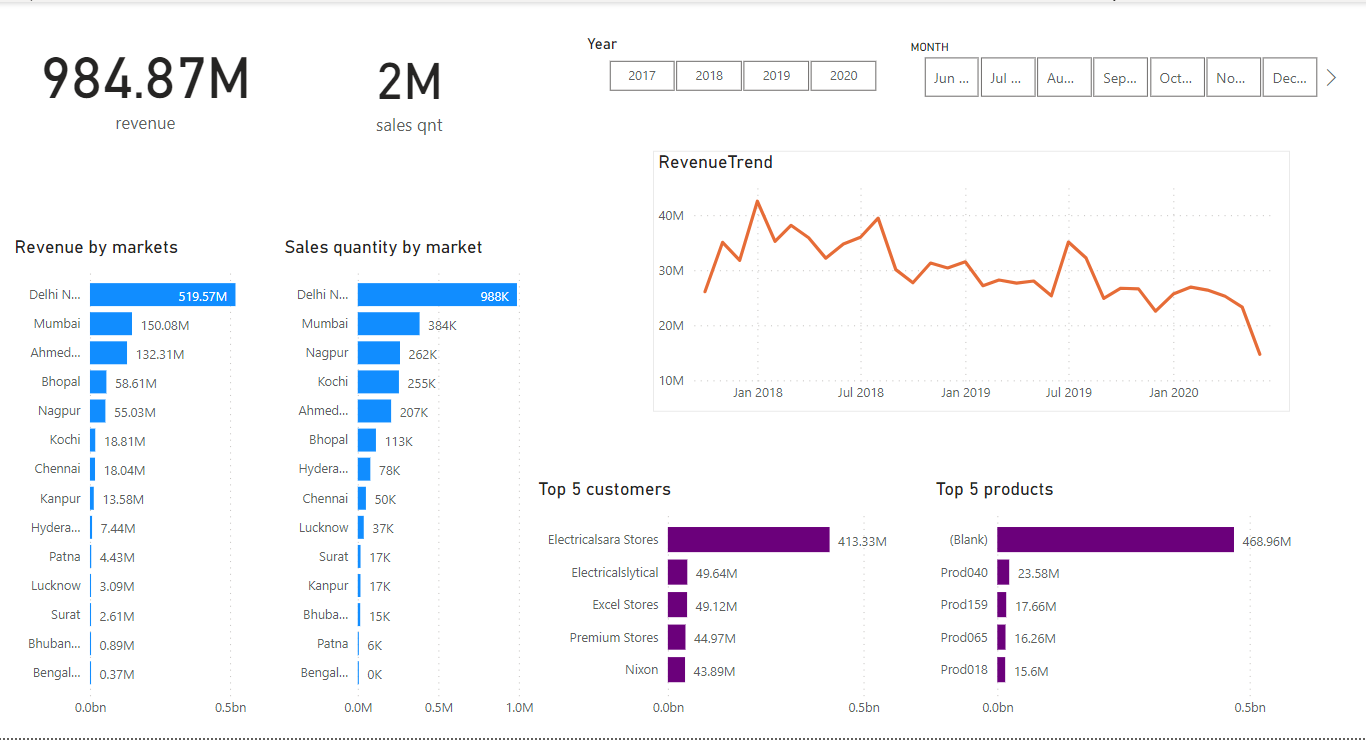 984.87M
revenue
2M
sales qnt
Year
2017 2018 2019 2020
MONTH
Jun ... Jul ... Au... Sep... Oct... No... Dec...
RevenueTrend
40M
30M
20M
10M
Jan 2018 Jul 2018 Jan 2019 Jul 2019 Jan 2020
Revenue by markets
Delhi N... 519.57M
Mumbai 150.08M
Ahmed... 132.31M
Bhopal 58.61M
Nagpur 55.03M
Kochi 18.81M
Chennai 18.04M
Kanpur 13.58M
Hydera... 7.44M
Patna 4.43M
Lucknow 3.09M
Surat 2.61M
Bhuban... 0.89M
Bengal... 0.37M
0.0bn 0.5bn
Sales quantity by market
Delhi N... 988K
Mumbai 384K
Nagpur 262K
Kochi 255K
Ahmed... 207K
Bhopal 113K
Hydera... 78K
Chennai 50K
Lucknow 37K
Surat 17K
Kanpur 17K
Bhuba... 15K
Patna 6K
Bengal... 0K
0.0M 0.5M 1.0M
Top 5 customers
Electricalsara Stores 413.33M
Electricalslytical 49.64M
Excel Stores 49.12M
Premium Stores 44.97M
Nixon 43.89M
0.0bn 0.5bn
Top 5 products
(Blank) 468.96M
Prod040 23.58M
Prod159 17.66M
Prod065 16.26M
Prod018 15.6M
0.0bn 0.5bn